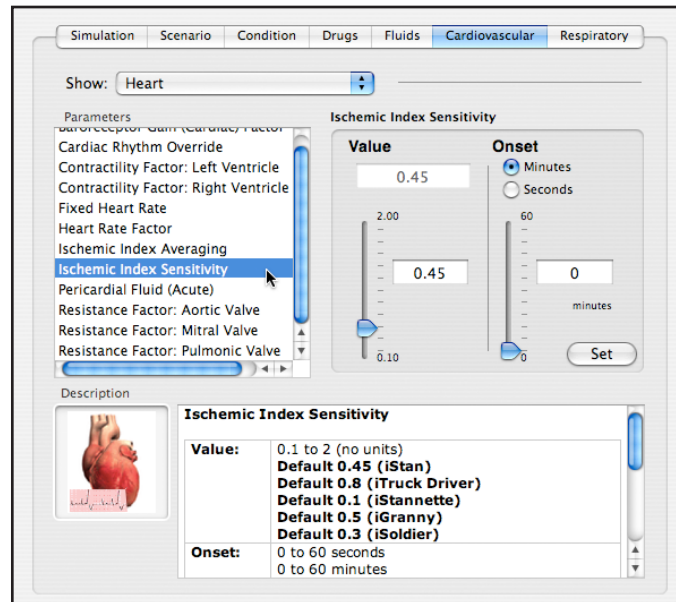 Simulation Scenario Condition Drugs Fluids Cardiovascular Respiratory
Show: Heart
Parameters
Baroreceptor Gain (Cardiac) Factor
Cardiac Rhythm Override
Contractility Factor: Left Ventricle
Contractility Factor: Right Ventricle
Fixed Heart Rate
Heart Rate Factor
Ischemic Index Averaging
Ischemic Index Sensitivity
Pericardial Fluid (Acute)
Resistance Factor: Aortic Valve
Resistance Factor: Mitral Valve
Resistance Factor: Pulmonic Valve
Ischemic Index Sensitivity
Value
0.45
2.00
0.45
0.10
Onset
Minutes
Seconds
60
0
minutes
0
Set
Description
Ischemic Index Sensitivity
Value: 0.1 to 2 (no units)
Default 0.45 (iStan)
Default 0.8 (iTruck Driver)
Default 0.1 (iStannette)
Default 0.5 (iGranny)
Default 0.3 (iSoldier)
Onset: 0 to 60 seconds
0 to 60 minutes